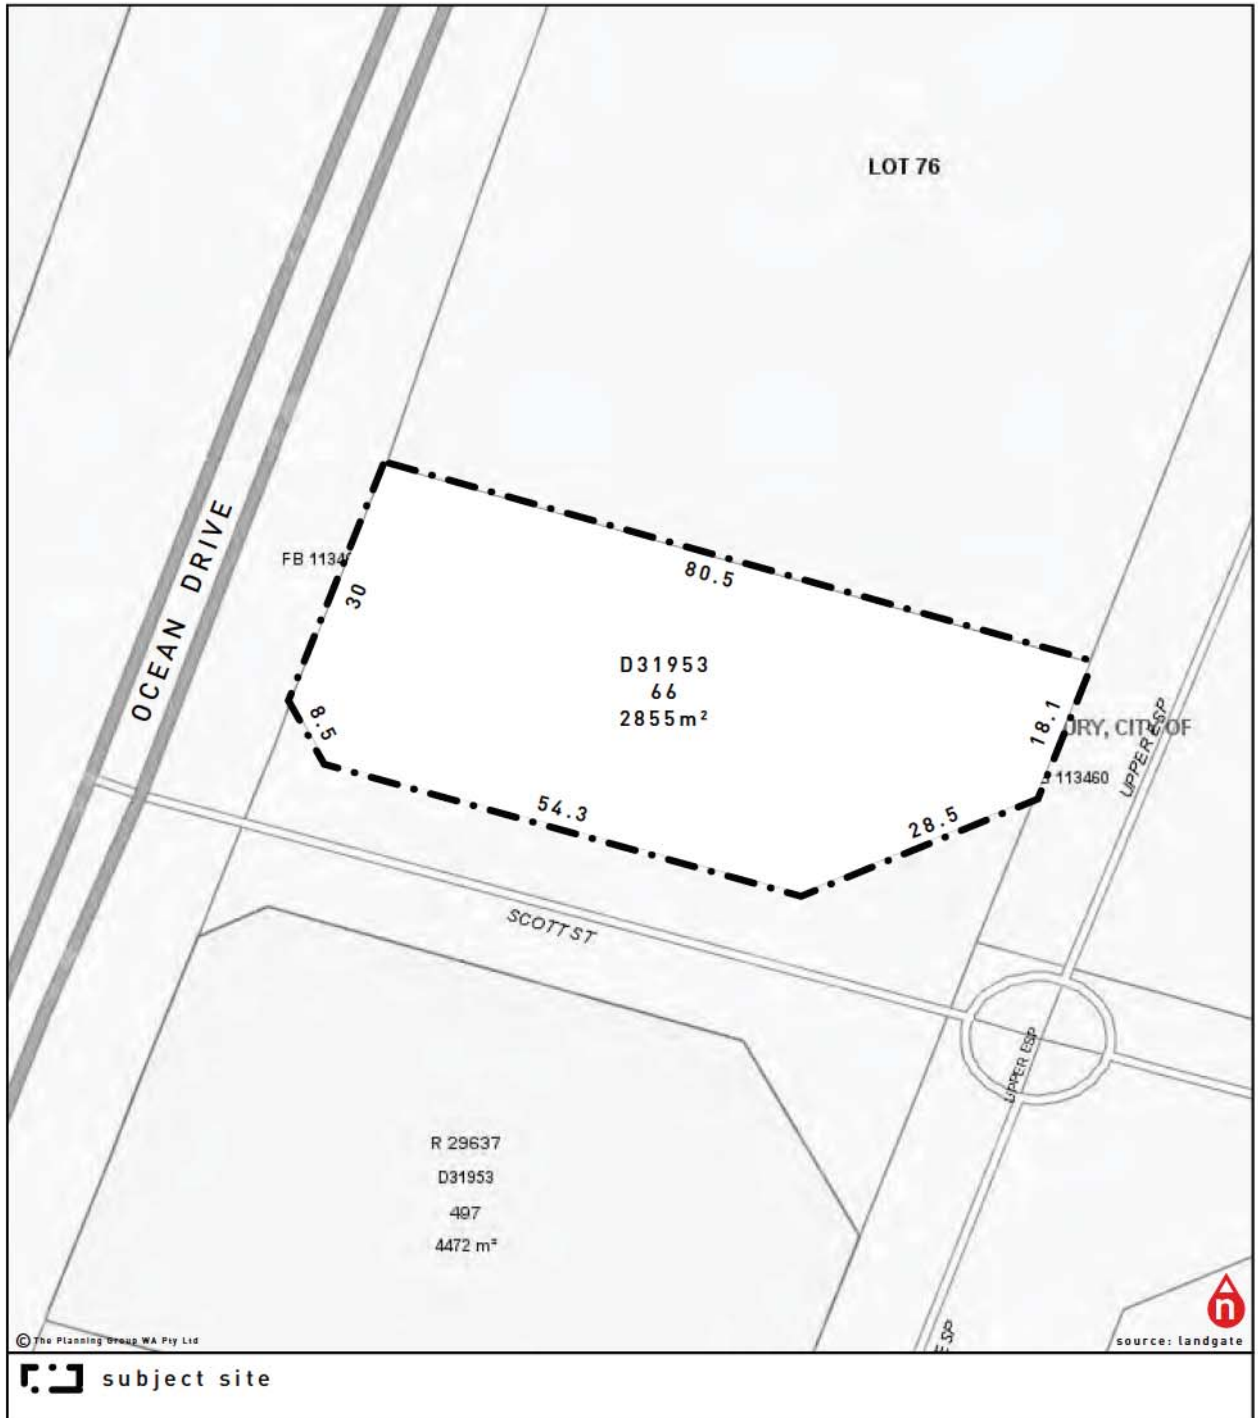 LOT 76
OCEAN DRIVE
FB 1134
30
80.5
D31953
66
2855m²
8.5
18.1
URY, CITY OF
UPPER ESP
113460
54.3
28.5
SCOTT ST
UPPER ESP
R 29637
D31953
497
4472 m²
n
E SP
© The Planning Group WA Pty Ltd
source: landgate
subject site